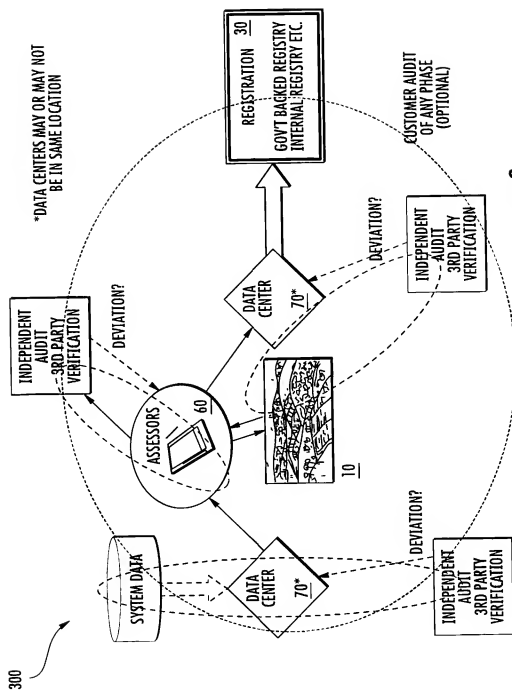 300
*DATA CENTERS MAY OR MAY NOT
BE IN SAME LOCATION
INDEPENDENT
AUDIT
3RD PARTY
VERIFICATION
DEVIATION?
REGISTRATION 30
GOV'T BACKED REGISTRY
INTERNAL REGISTRY ETC.
SYSTEM DATA
ASSESSORS
60
DATA
CENTER
70*
DATA
CENTER
70*
10
DEVIATION?
DEVIATION?
CUSTOMER AUDIT
OF ANY PHASE
(OPTIONAL)
INDEPENDENT
AUDIT
3RD PARTY
VERIFICATION
INDEPENDENT
AUDIT
3RD PARTY
VERIFICATION